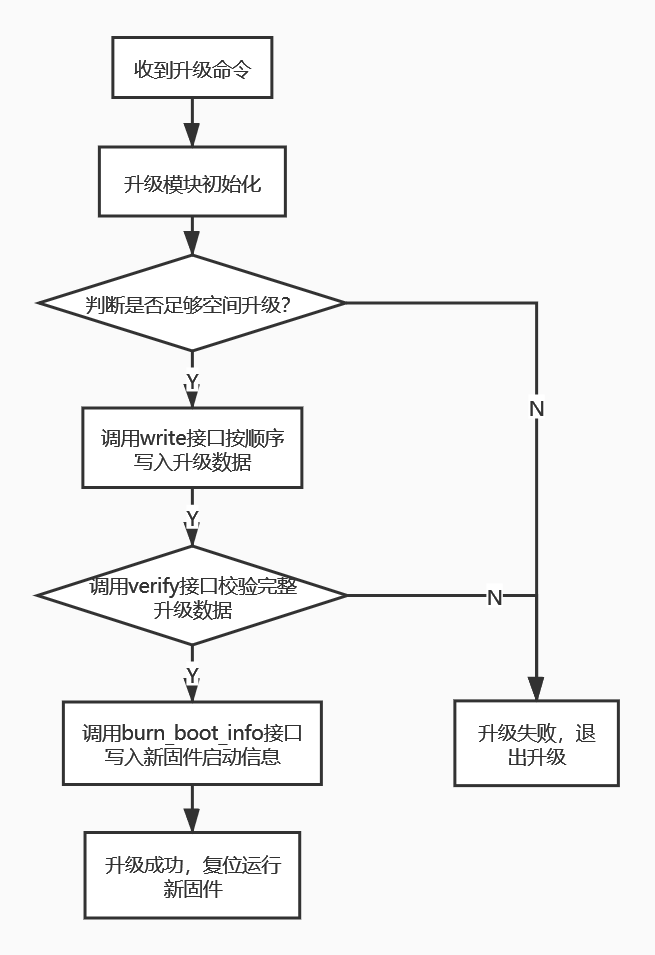 收到升级命令
升级模块初始化
判断是否足够空间升级?
Y
N
调用write接口按顺序
写入升级数据
Y
调用verify接口校验完整
升级数据
N
Y
调用burn_boot_info接口
写入新固件启动信息
升级失败，退
出升级
升级成功，复位运行
新固件